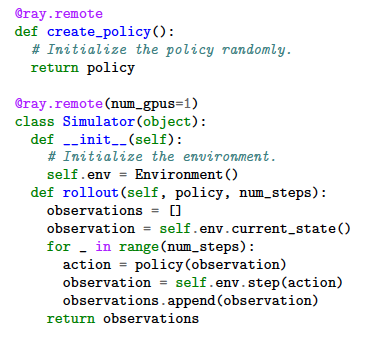 @ray.remote
def create_policy():
  # Initialize the policy randomly.
  return policy

@ray.remote(num_gpus=1)
class Simulator(object):
  def __init__(self):
    # Initialize the environment.
    self.env = Environment()
  def rollout(self, policy, num_steps):
    observations = []
    observation = self.env.current_state()
    for _ in range(num_steps):
      action = policy(observation)
      observation = self.env.step(action)
      observations.append(observation)
    return observations